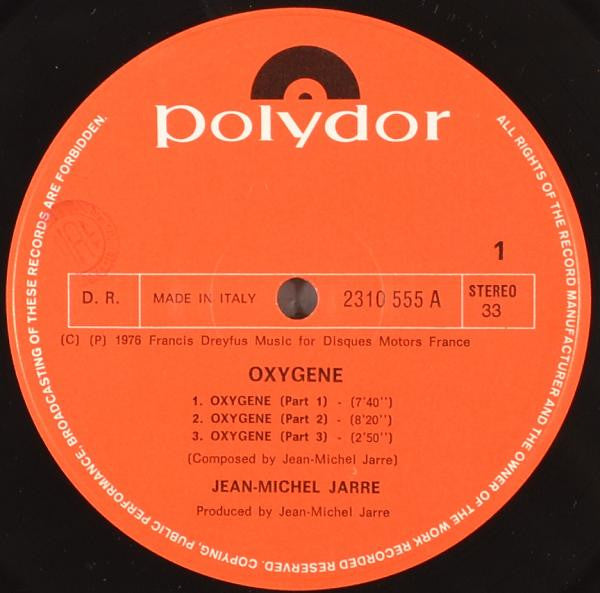 polydor
ALL RIGHTS OF THE RECORD MANUFACTURER AND THE OWNER OF THE WORK RECORDED RESERVED. COPYING, PUBLIC PERFORMANCE, BROADCASTING OF THESE RECORDS ARE FORBIDDEN.
1
D. R. MADE IN ITALY 2310 555 A STEREO
33
(C) (P) 1976 Francis Dreyfus Music for Disques Motors France
OXYGENE
1. OXYGENE (Part 1) - (7'40'')
2. OXYGENE (Part 2) - (8'20'')
3. OXYGENE (Part 3) - (2'50'')
(Composed by Jean-Michel Jarre)
JEAN-MICHEL JARRE
Produced by Jean-Michel Jarre